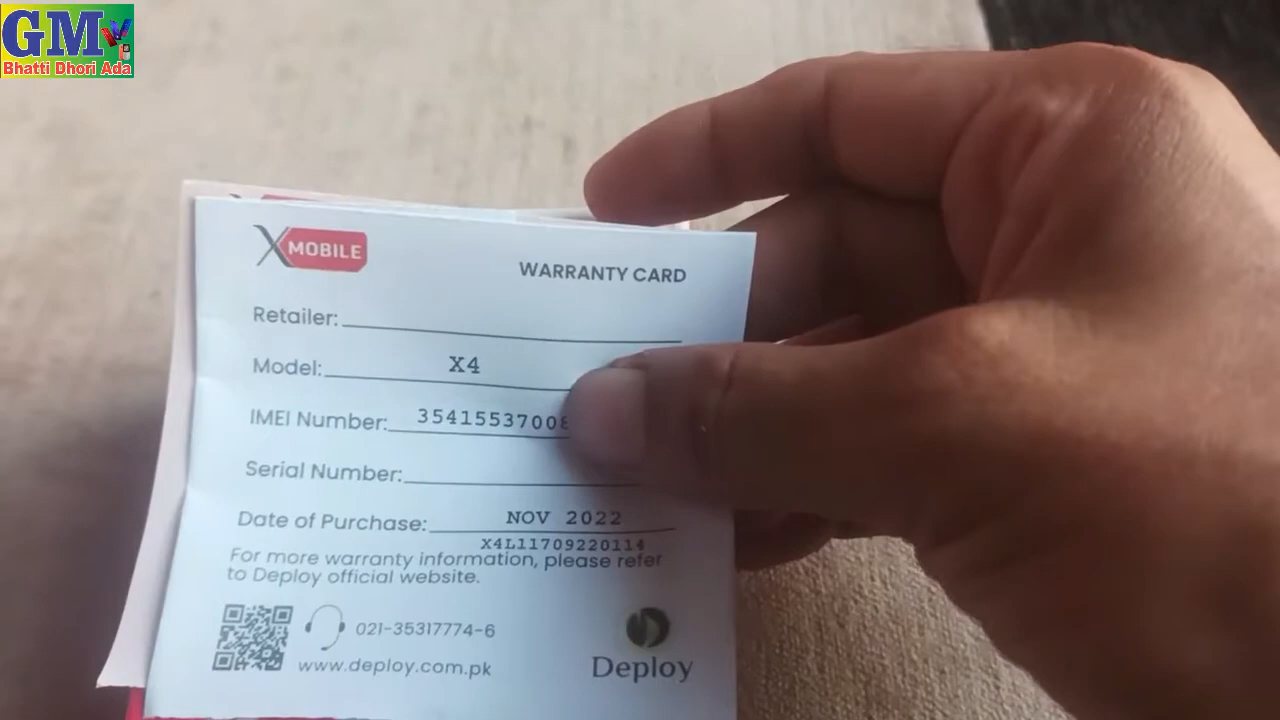 GM
Bhatti Dhori Ada
X MOBILE
WARRANTY CARD
Retailer:
Model: X4
IMEI Number: 35415537008
Serial Number:
Date of Purchase: NOV 2022
X4L11709220114
For more warranty information, please refer
to Deploy official website.
021-35317774-6
www.deploy.com.pk
Deploy